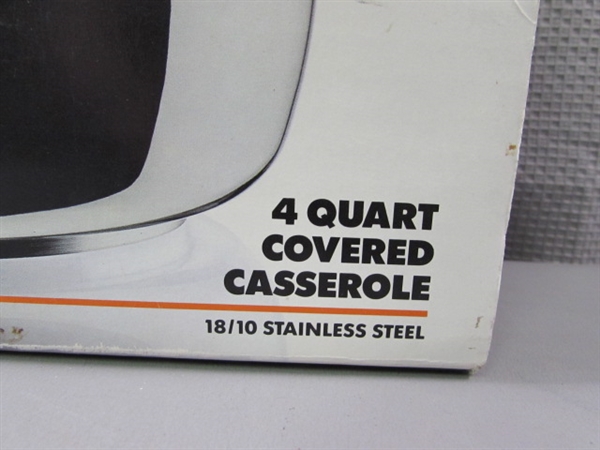 4 QUART
COVERED
CASSEROLE
18/10 STAINLESS STEEL